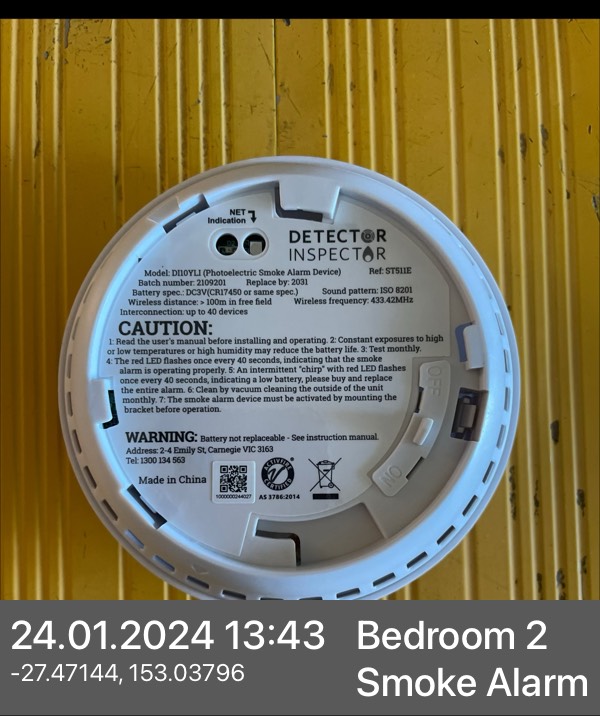 NET
Indication
DETECTOR
INSPECTOR
Model: DI10YLI (Photoelectric Smoke Alarm Device) Ref: ST511E
Batch number: 2109201 Replace by: 2031
Battery spec.: DC3V(CR17450 or same spec.) Sound pattern: ISO 8201
Wireless distance: > 100m in free field Wireless frequency: 433.42MHz
Interconnection: up to 40 devices
CAUTION:
1: Read the user's manual before installing and operating. 2: Constant exposures to high
or low temperatures or high humidity may reduce the battery life. 3: Test monthly.
4: The red LED flashes once every 40 seconds, indicating that the smoke
alarm is operating properly. 5: An intermittent "chirp" with red LED flashes
once every 40 seconds, indicating a low battery, please buy and replace
the entire alarm. 6: Clean by vacuum cleaning the outside of the unit
monthly. 7: The smoke alarm device must be activated by mounting the
bracket before operation.
OFF
ON
WARNING: Battery not replaceable - See instruction manual.
Address: 2-4 Emily St, Carnegie VIC 3163
Tel: 1300 134 563
Made in China
1000000244027
ACTIVFIRE
CERTIFIED
AS 3786:2014
24.01.2024 13:43
-27.47144, 153.03796
Bedroom 2
Smoke Alarm